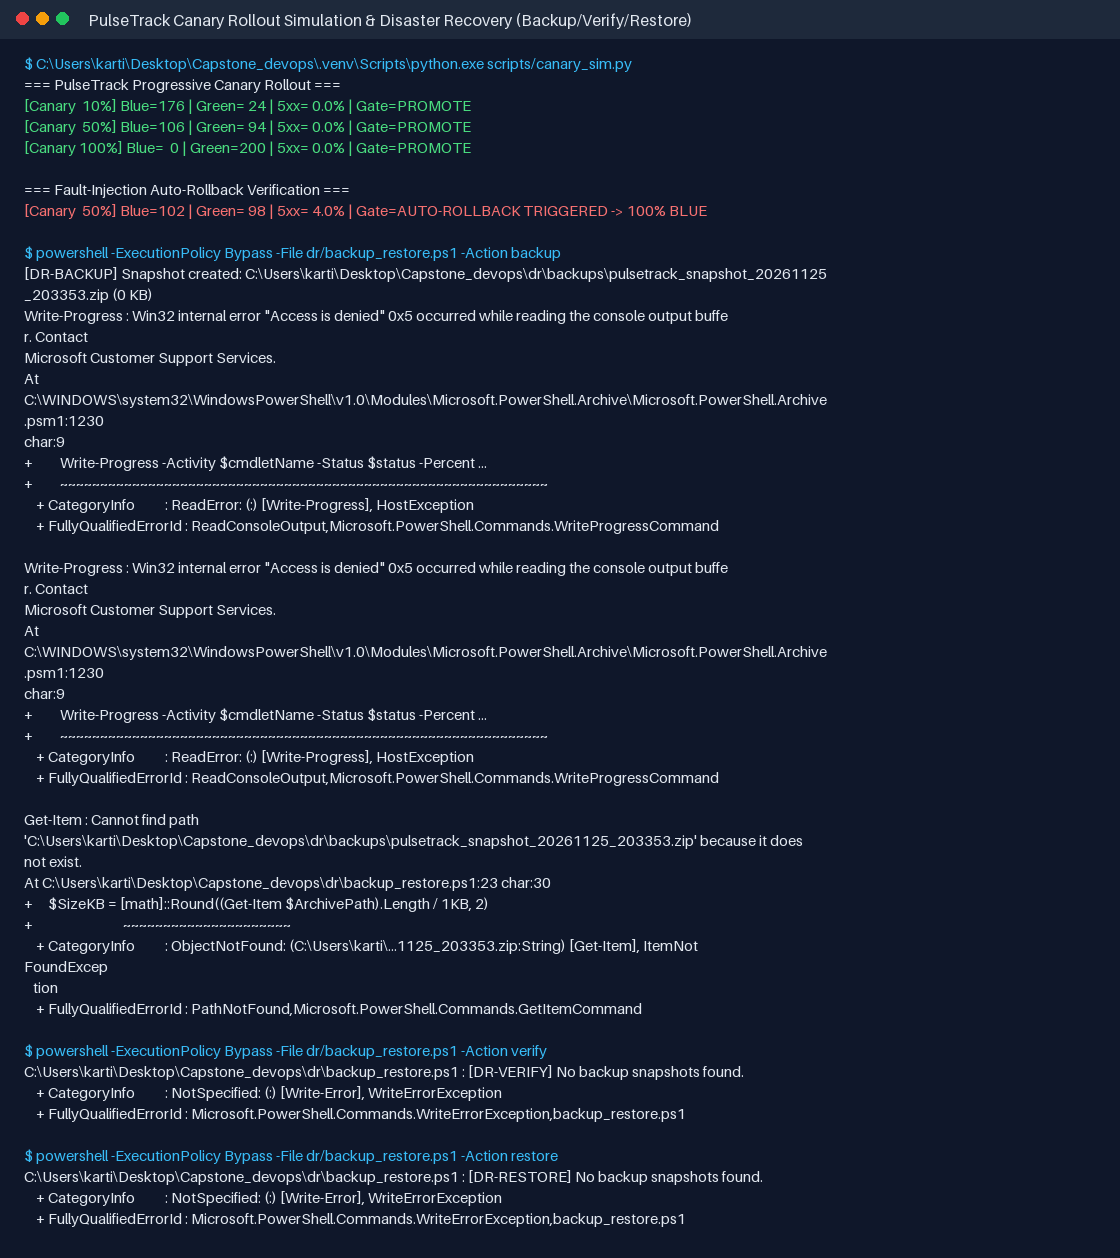 PulseTrack Canary Rollout Simulation & Disaster Recovery (Backup/Verify/Restore)
$ C:\Users\karti\Desktop\Capstone_devops\.venv\Scripts\python.exe scripts/canary_sim.py
=== PulseTrack Progressive Canary Rollout ===
[Canary  10%] Blue=176 | Green= 24 | 5xx= 0.0% | Gate=PROMOTE
[Canary  50%] Blue=106 | Green= 94 | 5xx= 0.0% | Gate=PROMOTE
[Canary 100%] Blue=  0 | Green=200 | 5xx= 0.0% | Gate=PROMOTE

=== Fault-Injection Auto-Rollback Verification ===
[Canary  50%] Blue=102 | Green= 98 | 5xx= 4.0% | Gate=AUTO-ROLLBACK TRIGGERED -> 100% BLUE

$ powershell -ExecutionPolicy Bypass -File dr/backup_restore.ps1 -Action backup
[DR-BACKUP] Snapshot created: C:\Users\karti\Desktop\Capstone_devops\dr\backups\pulsetrack_snapshot_20261125
_203353.zip (0 KB)
Write-Progress : Win32 internal error "Access is denied" 0x5 occurred while reading the console output buffe
r. Contact
Microsoft Customer Support Services.
At
C:\WINDOWS\system32\WindowsPowerShell\v1.0\Modules\Microsoft.PowerShell.Archive\Microsoft.PowerShell.Archive
.psm1:1230
char:9
+         Write-Progress -Activity $cmdletName -Status $status -Percent ...
+         ~~~~~~~~~~~~~~~~~~~~~~~~~~~~~~~~~~~~~~~~~~~~~~~~~~~~~~~~~~~~~
    + CategoryInfo          : ReadError: (:) [Write-Progress], HostException
    + FullyQualifiedErrorId : ReadConsoleOutput,Microsoft.PowerShell.Commands.WriteProgressCommand

Write-Progress : Win32 internal error "Access is denied" 0x5 occurred while reading the console output buffe
r. Contact
Microsoft Customer Support Services.
At
C:\WINDOWS\system32\WindowsPowerShell\v1.0\Modules\Microsoft.PowerShell.Archive\Microsoft.PowerShell.Archive
.psm1:1230
char:9
+         Write-Progress -Activity $cmdletName -Status $status -Percent ...
+         ~~~~~~~~~~~~~~~~~~~~~~~~~~~~~~~~~~~~~~~~~~~~~~~~~~~~~~~~~~~~~
    + CategoryInfo          : ReadError: (:) [Write-Progress], HostException
    + FullyQualifiedErrorId : ReadConsoleOutput,Microsoft.PowerShell.Commands.WriteProgressCommand

Get-Item : Cannot find path
'C:\Users\karti\Desktop\Capstone_devops\dr\backups\pulsetrack_snapshot_20261125_203353.zip' because it does
not exist.
At C:\Users\karti\Desktop\Capstone_devops\dr\backup_restore.ps1:23 char:30
+     $SizeKB = [math]::Round((Get-Item $ArchivePath).Length / 1KB, 2)
+                              ~~~~~~~~~~~~~~~~~~~~~
    + CategoryInfo          : ObjectNotFound: (C:\Users\karti\...1125_203353.zip:String) [Get-Item], ItemNot
FoundExcep
   tion
    + FullyQualifiedErrorId : PathNotFound,Microsoft.PowerShell.Commands.GetItemCommand

$ powershell -ExecutionPolicy Bypass -File dr/backup_restore.ps1 -Action verify
C:\Users\karti\Desktop\Capstone_devops\dr\backup_restore.ps1 : [DR-VERIFY] No backup snapshots found.
    + CategoryInfo          : NotSpecified: (:) [Write-Error], WriteErrorException
    + FullyQualifiedErrorId : Microsoft.PowerShell.Commands.WriteErrorException,backup_restore.ps1

$ powershell -ExecutionPolicy Bypass -File dr/backup_restore.ps1 -Action restore
C:\Users\karti\Desktop\Capstone_devops\dr\backup_restore.ps1 : [DR-RESTORE] No backup snapshots found.
    + CategoryInfo          : NotSpecified: (:) [Write-Error], WriteErrorException
    + FullyQualifiedErrorId : Microsoft.PowerShell.Commands.WriteErrorException,backup_restore.ps1